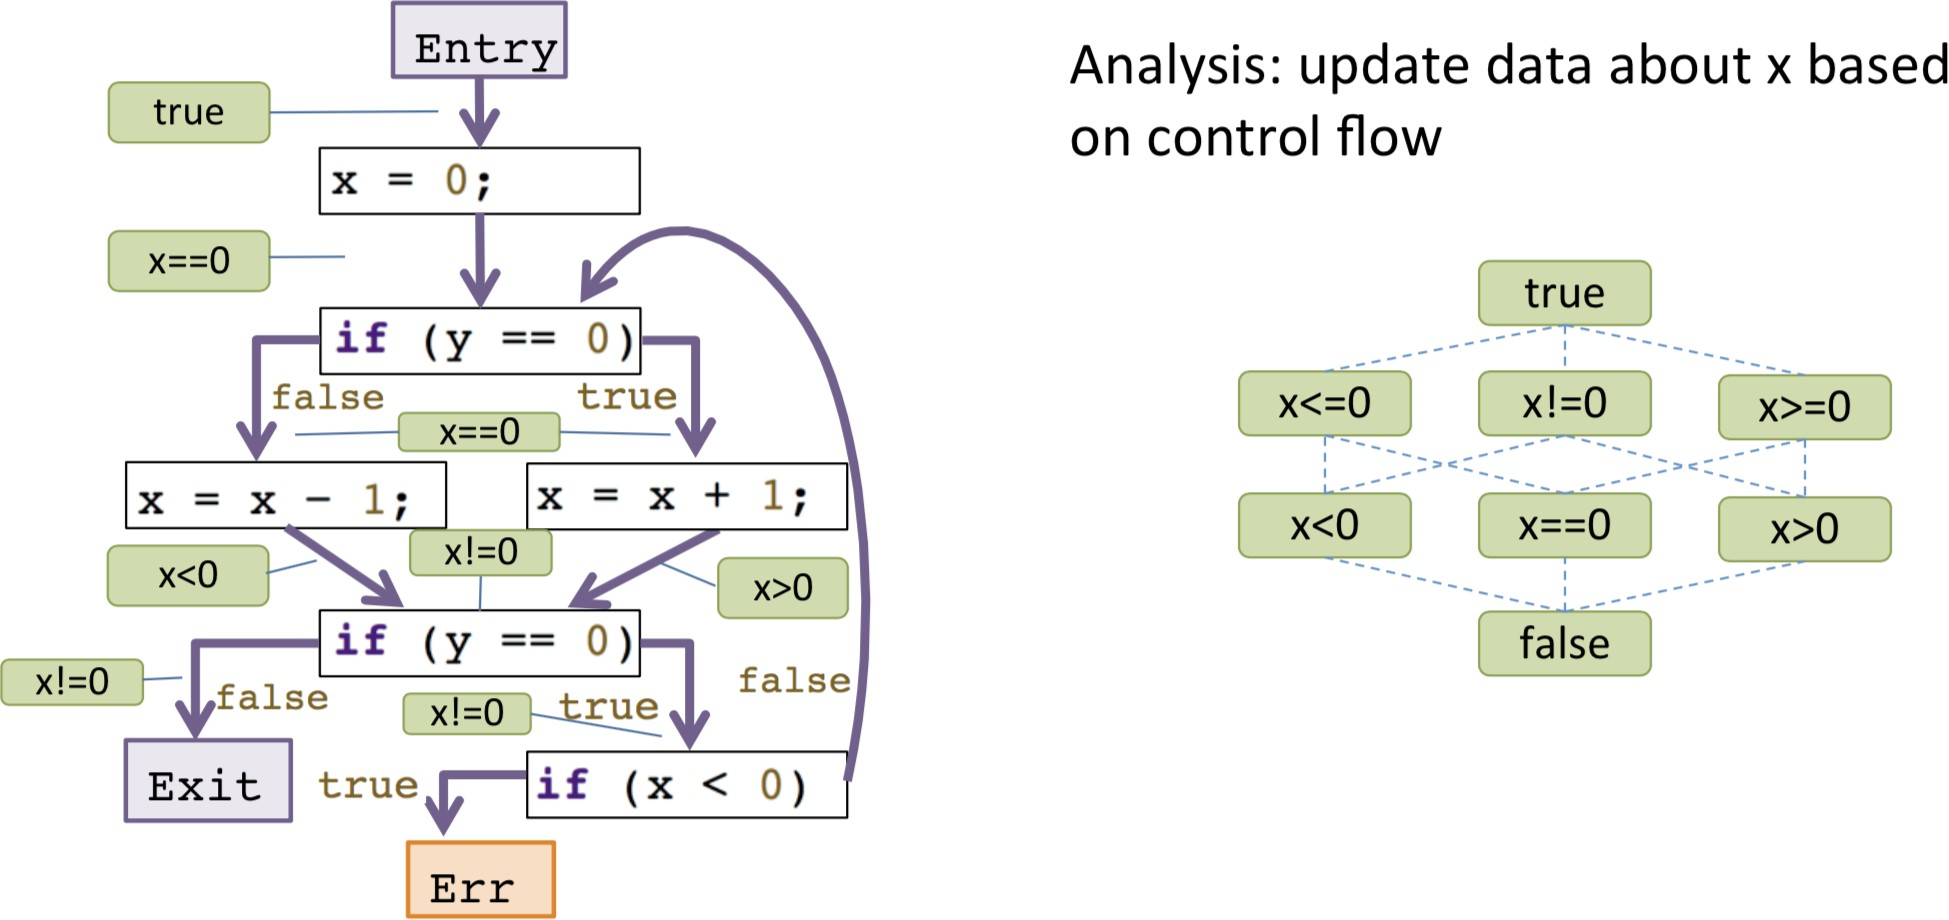 Entry
Analysis: update data about x based
on control flow
true
x = 0;
x==0
if (y == 0)
false
true
x==0
x = x - 1;
x = x + 1;
x!=0
x<0
x>0
if (y == 0)
x!=0
false
x!=0
true
false
Exit
true
if (x < 0)
Err
true
x<=0
x!=0
x>=0
x<0
x==0
x>0
false